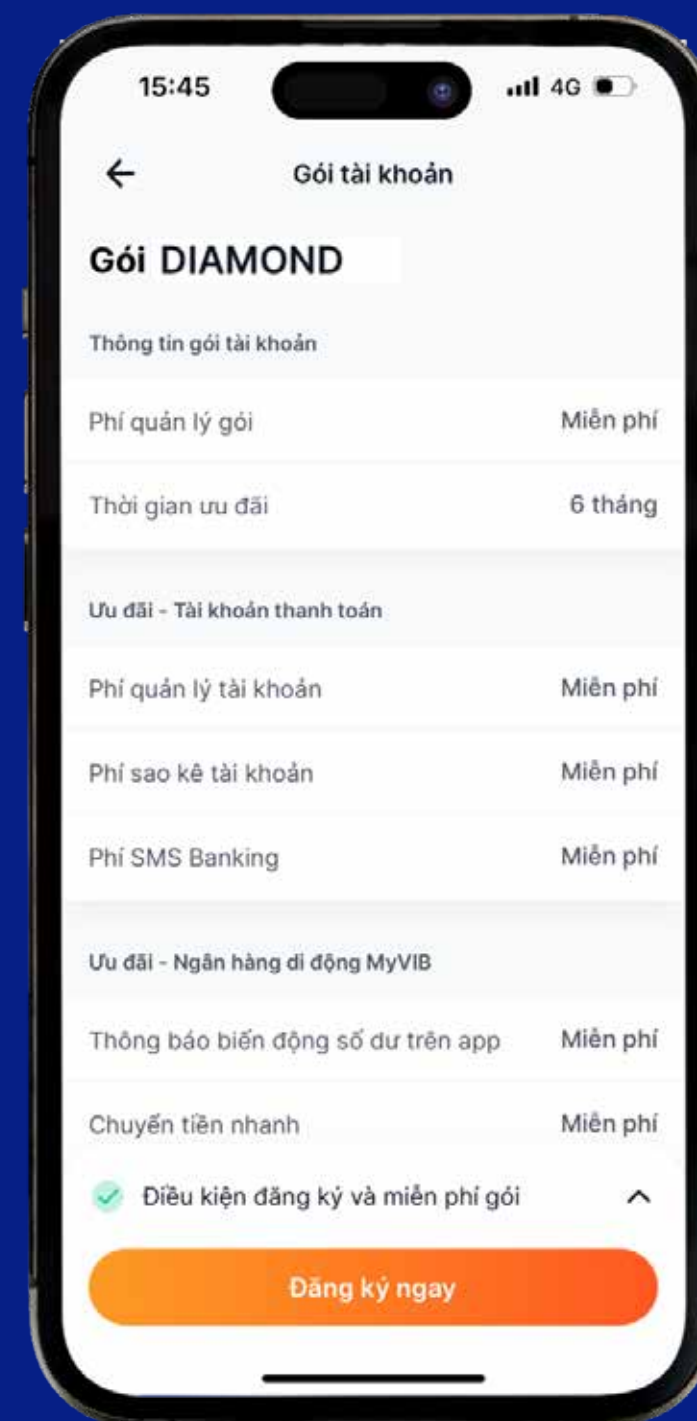 15:45
4G
Gói tài khoản
Gói DIAMOND
Thông tin gói tài khoản
Phí quản lý gói Miễn phí
Thời gian ưu đãi 6 tháng
Ưu đãi - Tài khoản thanh toán
Phí quản lý tài khoản Miễn phí
Phí sao kê tài khoản Miễn phí
Phí SMS Banking Miễn phí
Ưu đãi - Ngân hàng di động MyVIB
Thông báo biến động số dư trên app Miễn phí
Chuyển tiền nhanh Miễn phí
Điều kiện đăng ký và miễn phí gói
Đăng ký ngay